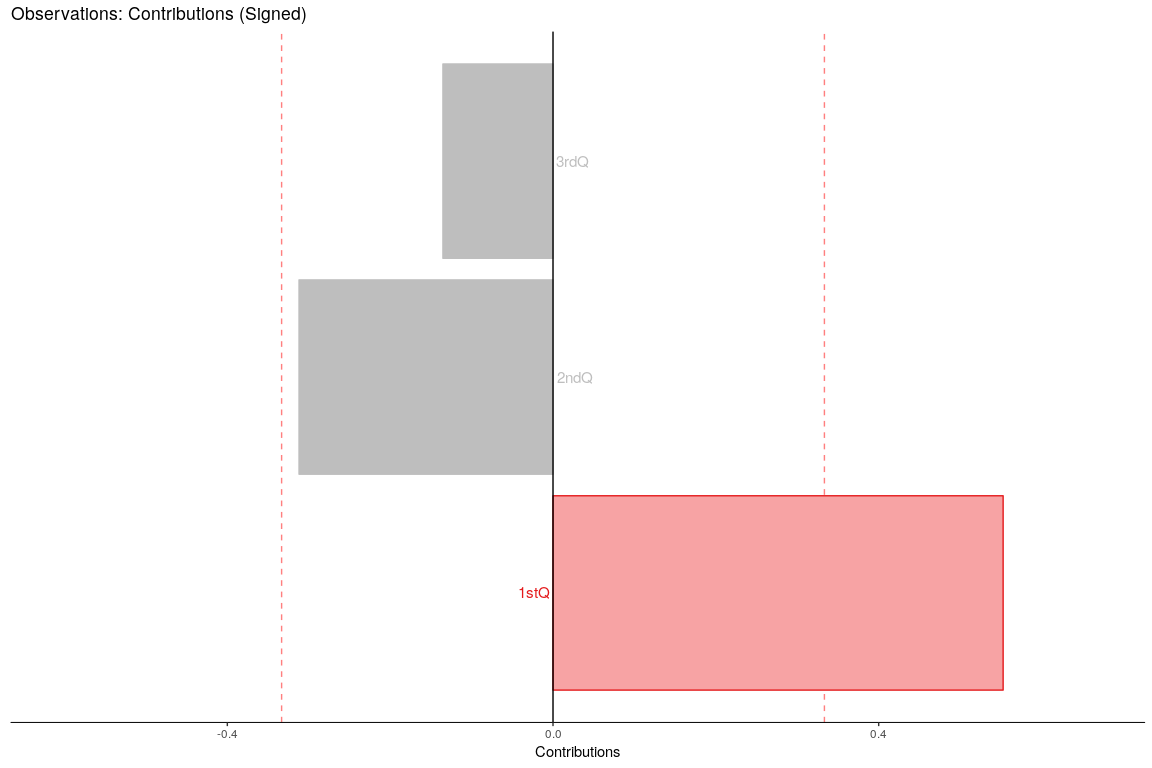 Observations: Contributions (Signed)
3rdQ
2ndQ
1stQ
-0.4
0.0
0.4
Contributions